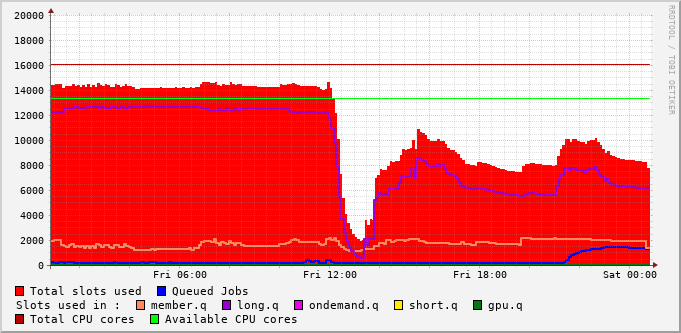 20000
18000
16000
14000
12000
10000
8000
6000
4000
2000
0
Fri 06:00 Fri 12:00 Fri 18:00 Sat 00:00
RRDTOOL / TOBI OETIKER
Total slots used Queued Jobs
Slots used in : member.q long.q ondemand.q short.q gpu.q
Total CPU cores Available CPU cores